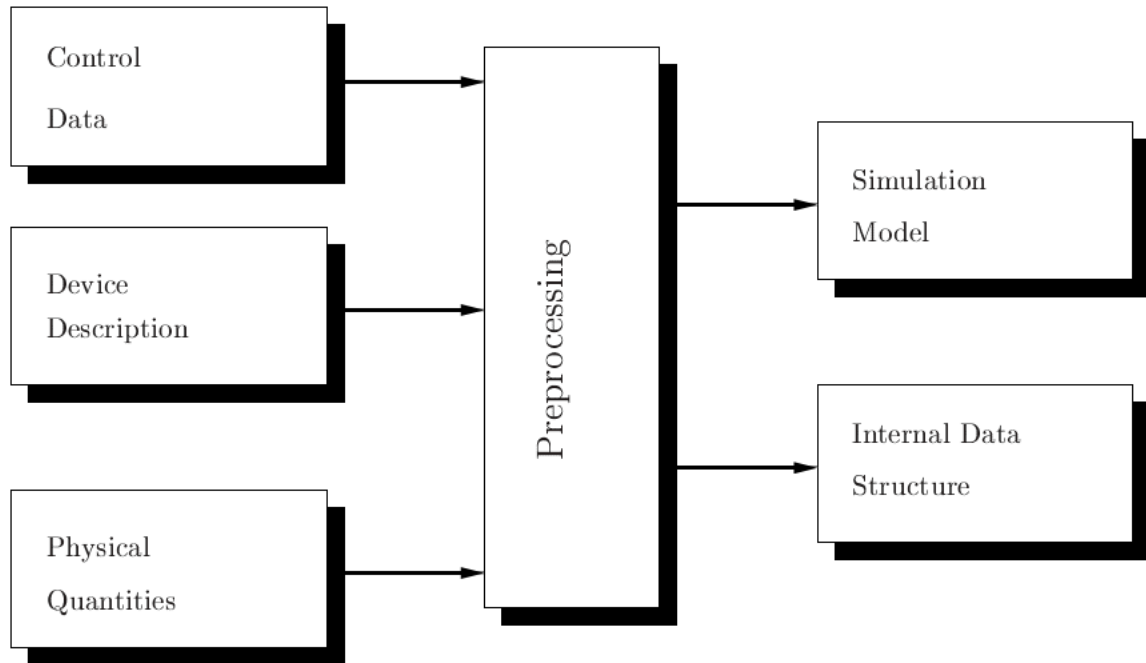 Control
Data
Device
Description
Physical
Quantities
Preprocessing
Simulation
Model
Internal Data
Structure